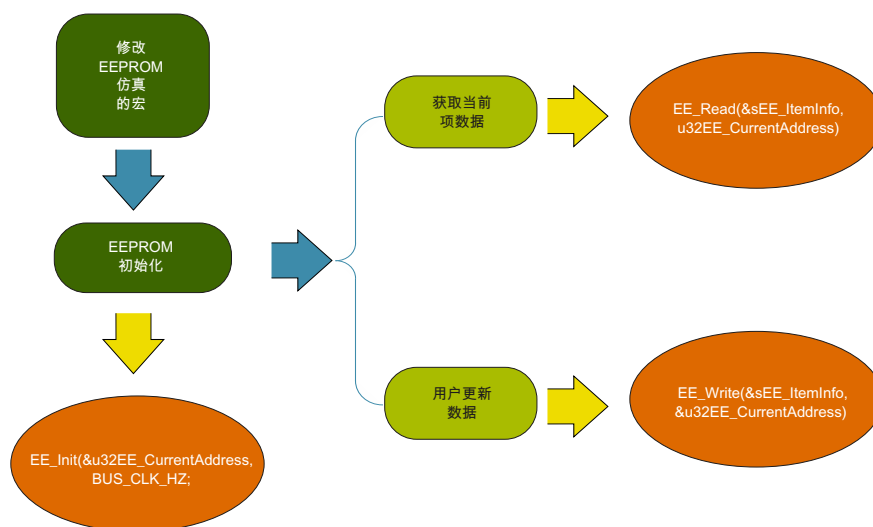 修改
EEPROM
仿真
的宏
EEPROM
初始化
EE_Init(&u32EE_CurrentAddress,
BUS_CLK_HZ;
获取当前
项数据
EE_Read(&sEE_ItemInfo,
u32EE_CurrentAddress)
用户更新
数据
EE_Write(&sEE_ItemInfo,
&u32EE_CurrentAddress)